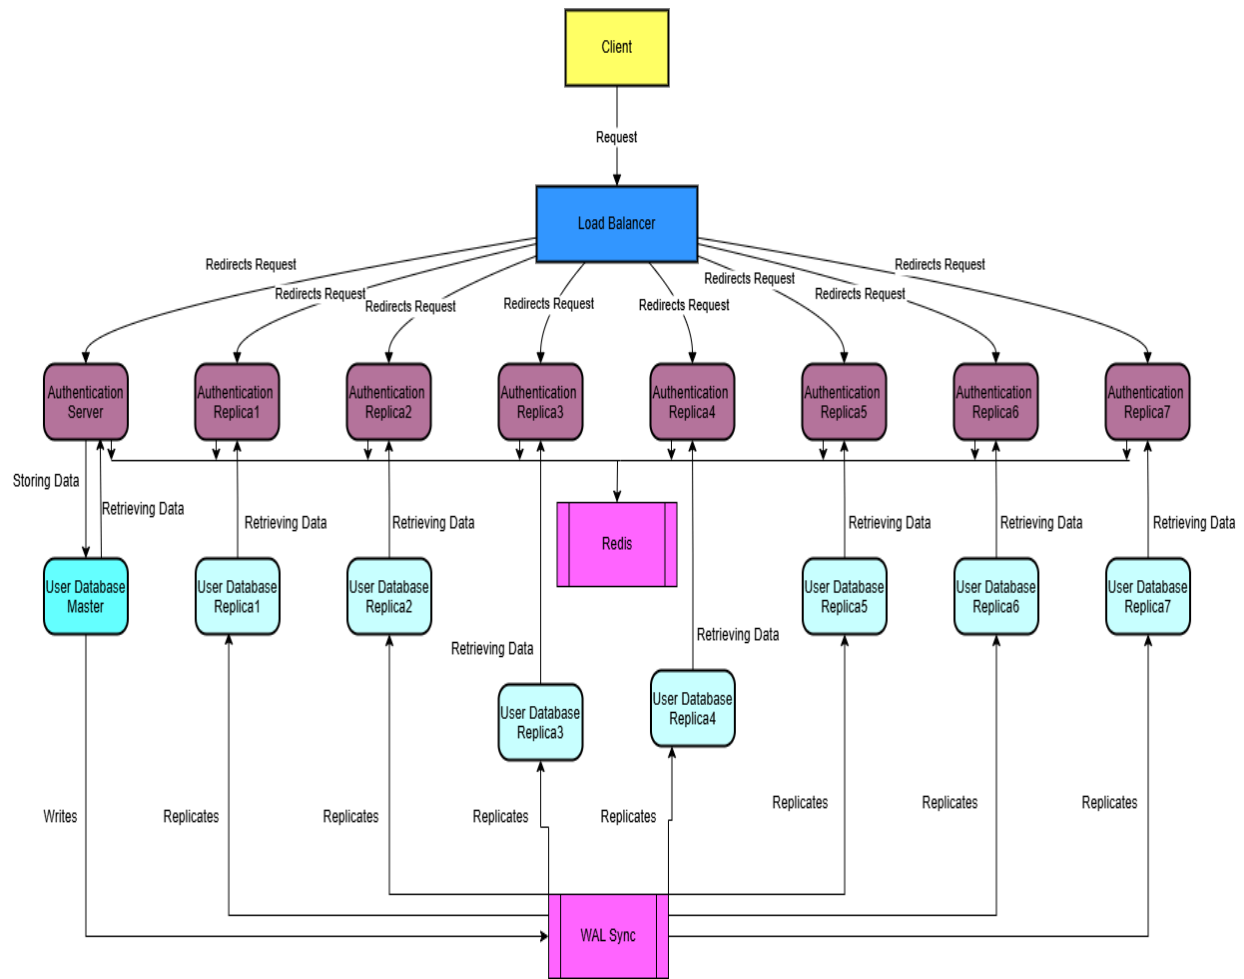 Client
Request
Load Balancer
Redirects Request
Redirects Request
Redirects Request
Redirects Request
Redirects Request
Redirects Request
Redirects Request
Redirects Request
Authentication
Server
Authentication
Replica1
Authentication
Replica2
Authentication
Replica3
Authentication
Replica4
Authentication
Replica5
Authentication
Replica6
Authentication
Replica7
Storing Data
Retrieving Data
Retrieving Data
Retrieving Data
Retrieving Data
Retrieving Data
Retrieving Data
Redis
User Database
Master
User Database
Replica1
User Database
Replica2
User Database
Replica5
User Database
Replica6
User Database
Replica7
Retrieving Data
Retrieving Data
User Database
Replica3
User Database
Replica4
Writes
Replicates
Replicates
Replicates
Replicates
Replicates
Replicates
Replicates
WAL Sync